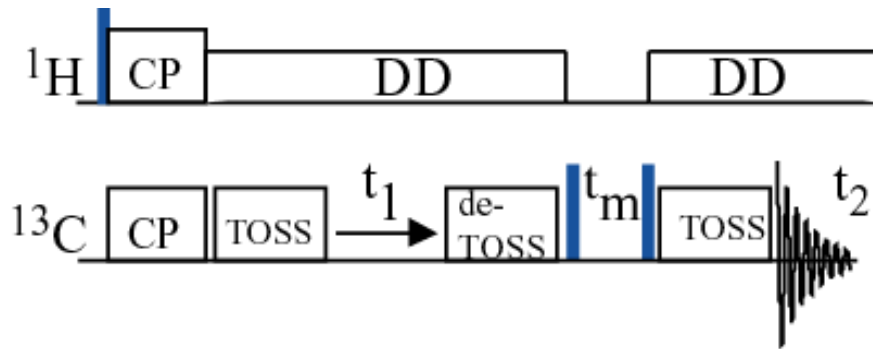 ¹H CP DD DD
t₁ de- tₘ t₂
¹³C CP TOSS TOSS TOSS